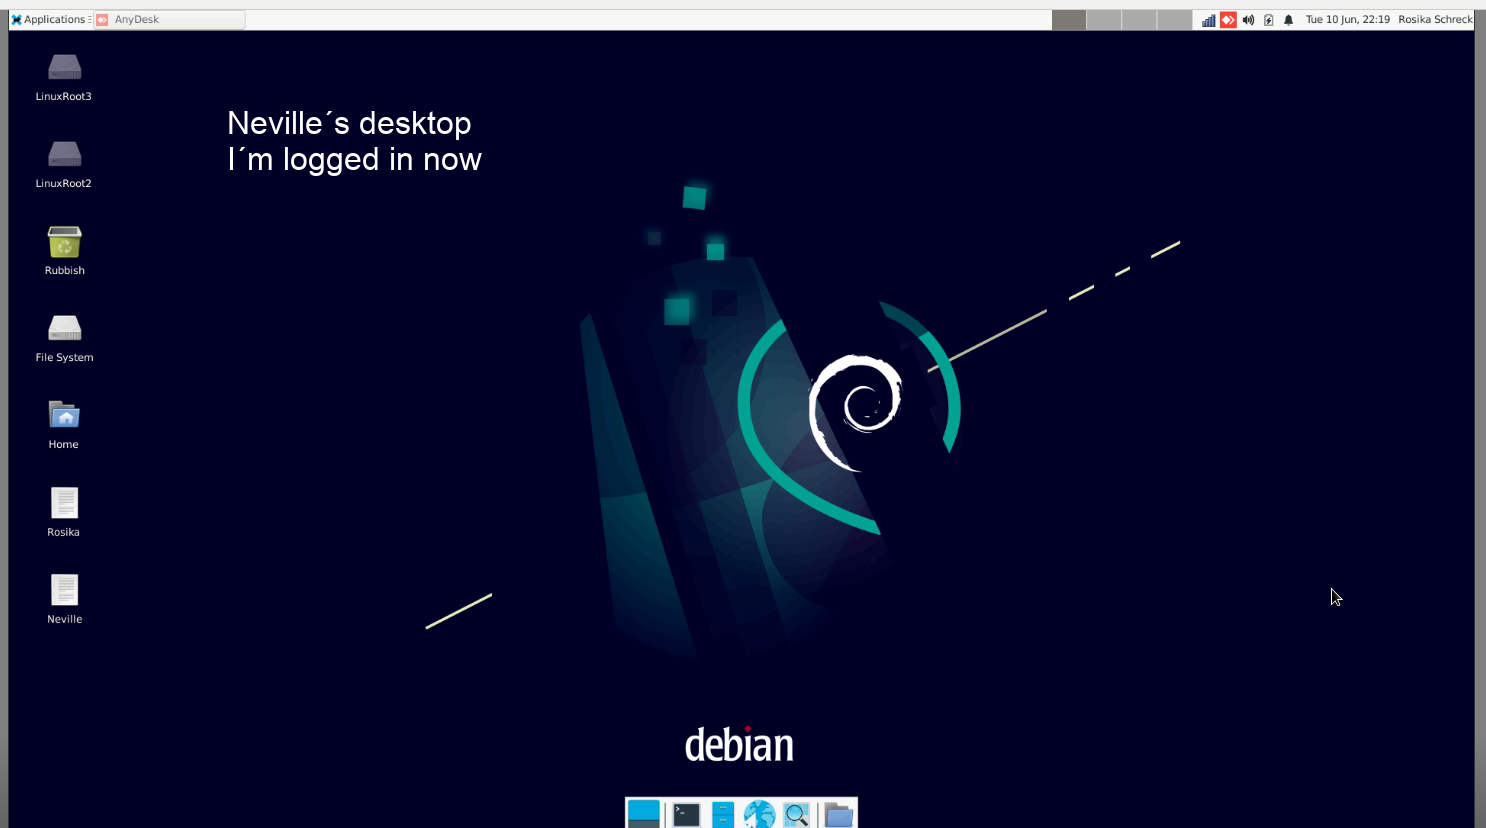 Applications
AnyDesk
Tue 10 Jun, 22:19
Rosika Schreck
LinuxRoot3
LinuxRoot2
Rubbish
File System
Home
Rosika
Neville
Neville´s desktop
I´m logged in now
debian